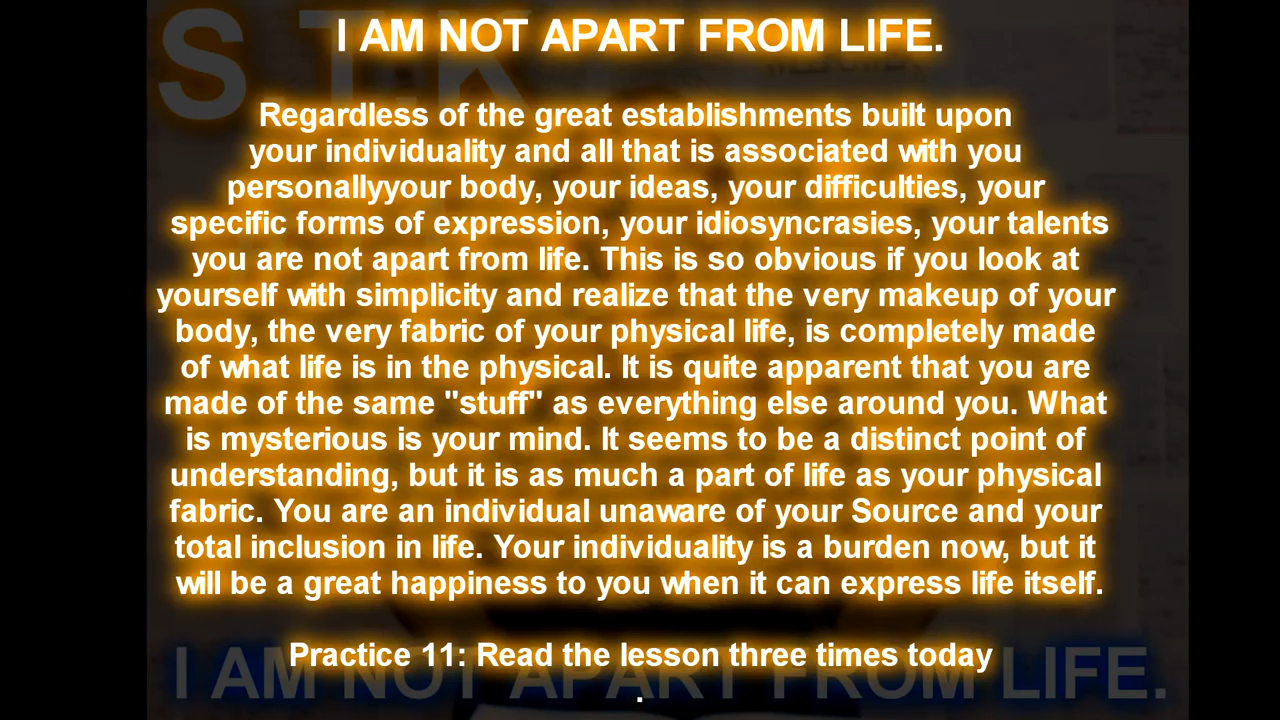 S T.K
I AM NOT APART FROM LIFE.
Regardless of the great establishments built upon
your individuality and all that is associated with you
personallyyour body, your ideas, your difficulties, your
specific forms of expression, your idiosyncrasies, your talents
you are not apart from life. This is so obvious if you look at
yourself with simplicity and realize that the very makeup of your
body, the very fabric of your physical life, is completely made
of what life is in the physical. It is quite apparent that you are
made of the same "stuff" as everything else around you. What
is mysterious is your mind. It seems to be a distinct point of
understanding, but it is as much a part of life as your physical
fabric. You are an individual unaware of your Source and your
total inclusion in life. Your individuality is a burden now, but it
will be a great happiness to you when it can express life itself.
Practice 11: Read the lesson three times today
.
I AM NOT APART FROM LIFE.